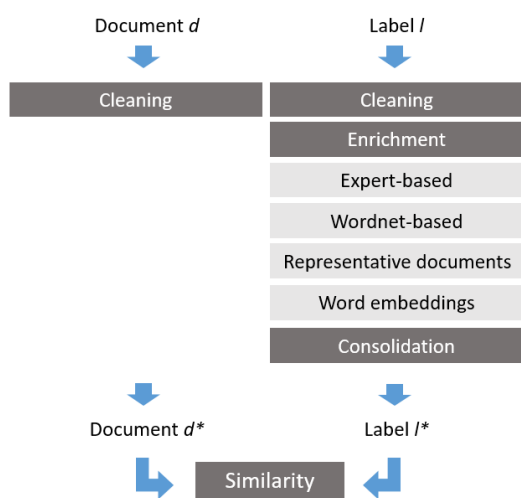 Document d
Label l
Cleaning
Cleaning
Enrichment
Expert-based
Wordnet-based
Representative documents
Word embeddings
Consolidation
Document d*
Label l*
Similarity